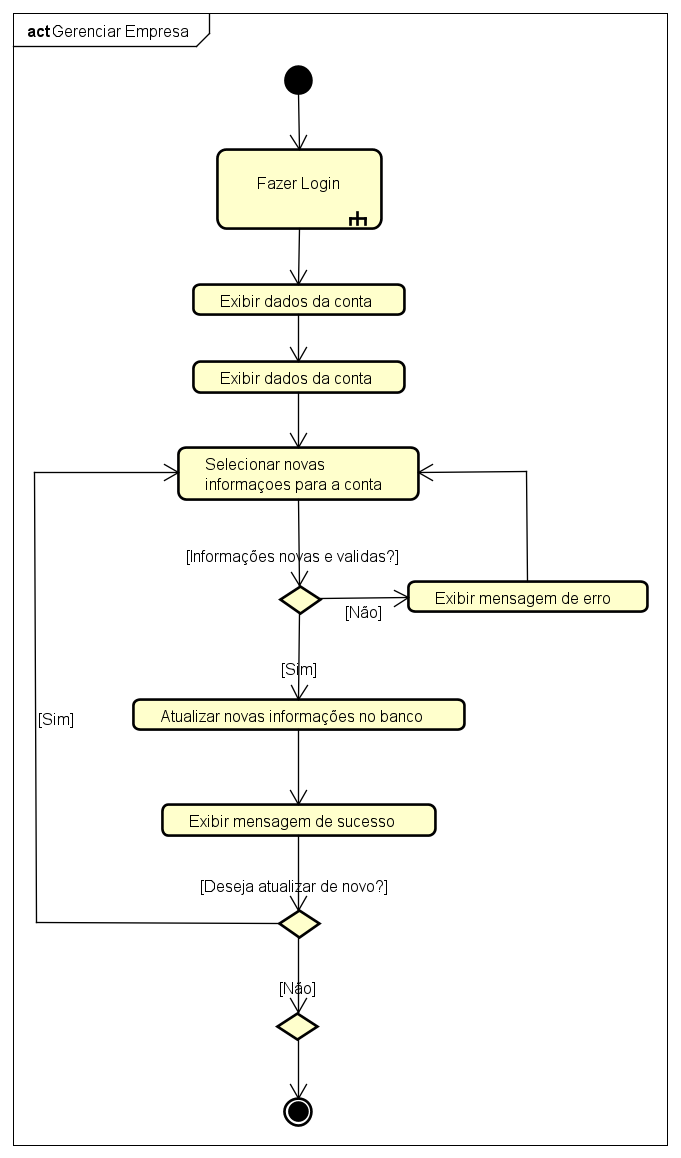 act Gerenciar Empresa
Fazer Login
Exibir dados da conta
Exibir dados da conta
Selecionar novas
informaçoes para a conta
[Informações novas e validas?]
Exibir mensagem de erro
[Não]
[Sim]
Atualizar novas informações no banco
[Sim]
Exibir mensagem de sucesso
[Deseja atualizar de novo?]
[Não]